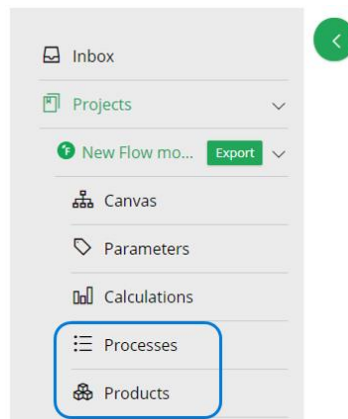 Inbox
Projects
New Flow mo... Export
Canvas
Parameters
Calculations
Processes
Products